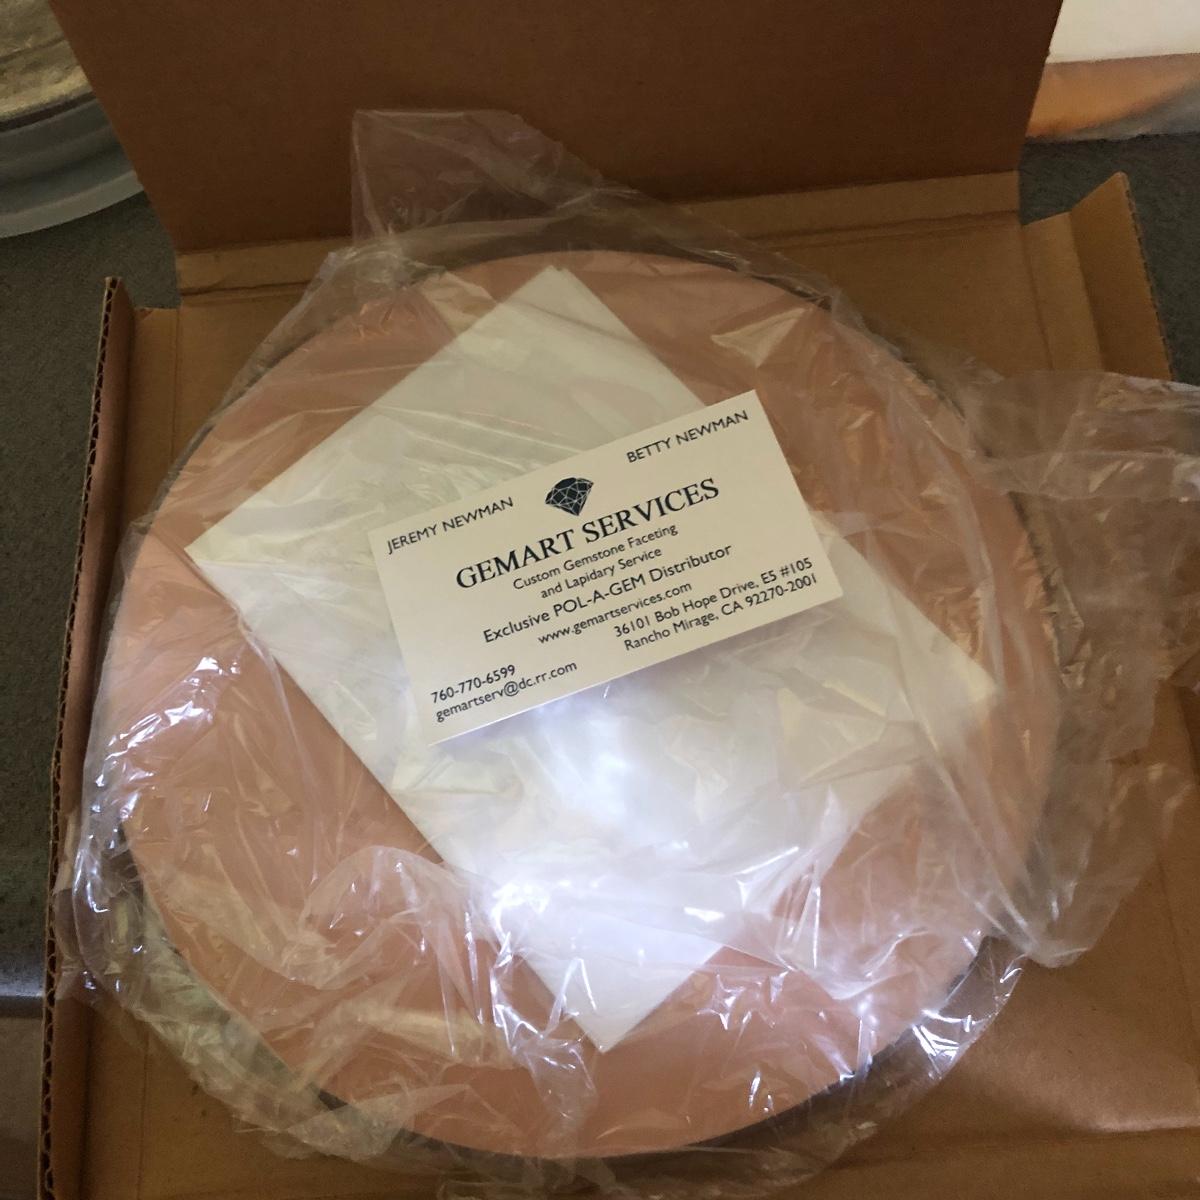 JEREMY NEWMAN
BETTY NEWMAN
GEMART SERVICES
Custom Gemstone Faceting
and Lapidary Service
Exclusive POL-A-GEM Distributor
www.gemartservices.com
760-770-6599
gemartserv@dc.rr.com
36101 Bob Hope Drive, E5 #105
Rancho Mirage, CA 92270-2001